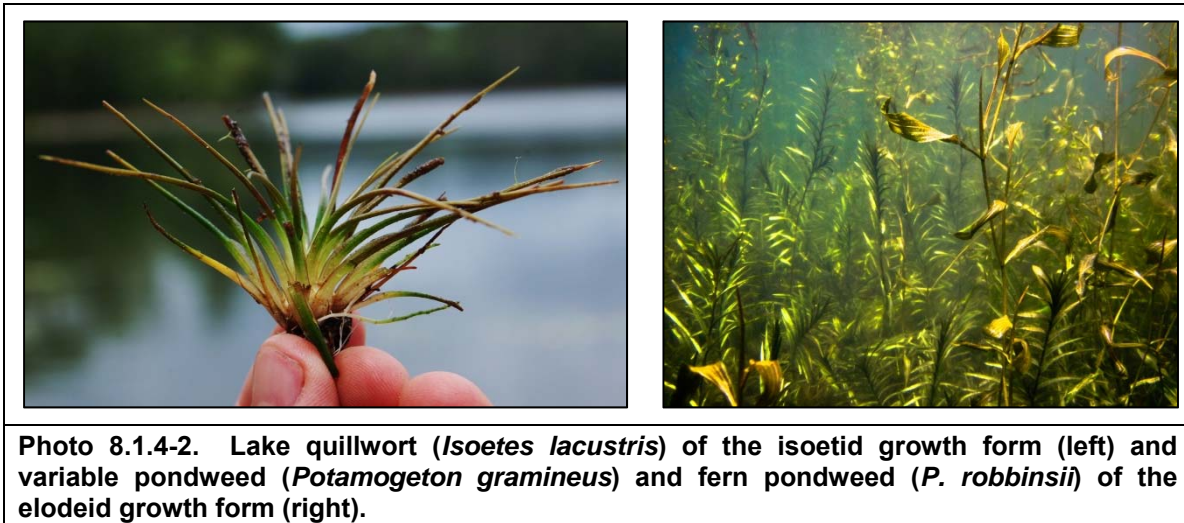 Photo 8.1.4-2. Lake quillwort (Isoetes lacustris) of the isoetid growth form (left) and
variable pondweed (Potamogeton gramineus) and fern pondweed (P. robbinsii) of the
elodeid growth form (right).